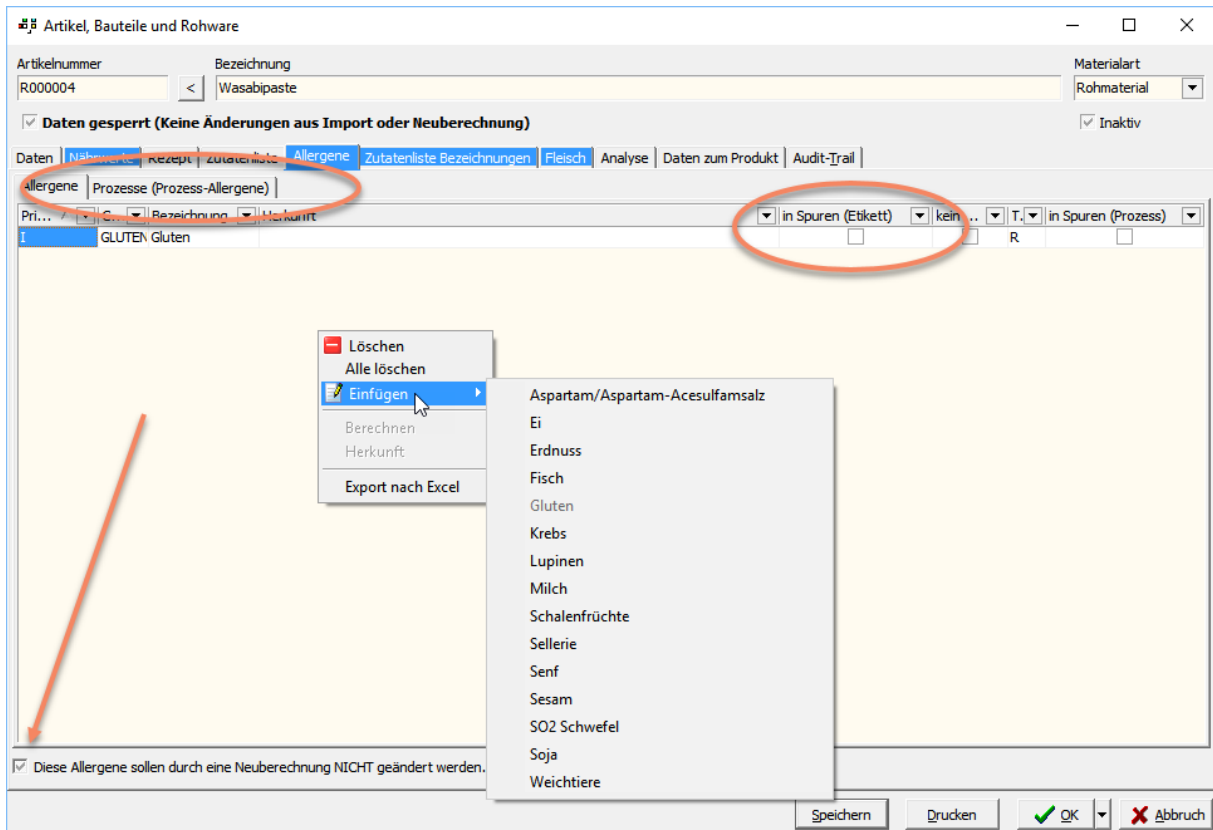 Artikel, Bauteile und Rohware
Artikelnummer Bezeichnung Materialart
R000004 < Wasabipaste Rohmaterial
Daten gesperrt (Keine Änderungen aus Import oder Neuberechnung) Inaktiv
Daten Nährwerte Rezept Zutatenliste Allergene Zutatenliste Bezeichnungen Fleisch Analyse Daten zum Produkt Audit-Trail
Allergene Prozesse (Prozess-Allergene)
Pri... C... Bezeichnung Herkunft in Spuren (Etikett) kein ... T. in Spuren (Prozess)
I GLUTEN Gluten R
Löschen
Alle löschen
Einfügen
Berechnen
Herkunft
Export nach Excel
Aspartam/Aspartam-Acesulfamsalz
Ei
Erdnuss
Fisch
Gluten
Krebs
Lupinen
Milch
Schalenfrüchte
Sellerie
Senf
Sesam
SO2 Schwefel
Soja
Weichtiere
Diese Allergene sollen durch eine Neuberechnung NICHT geändert werden.
Speichern Drucken OK Abbruch